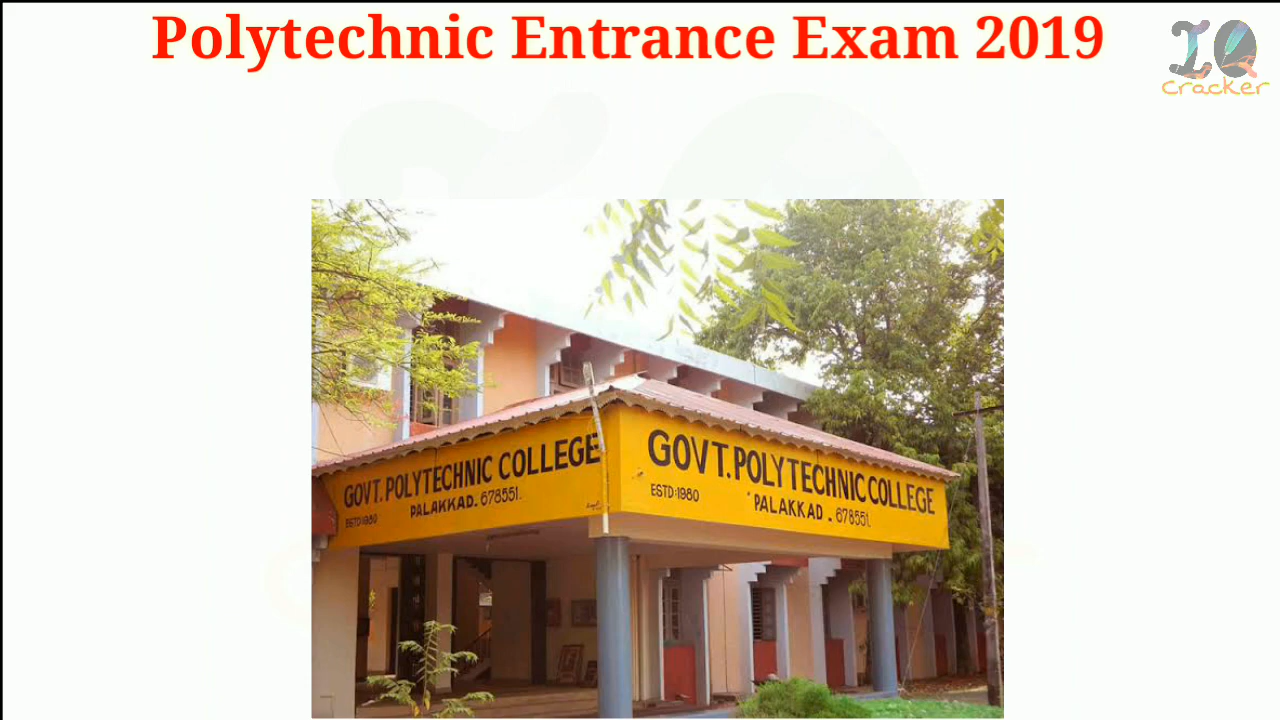 Polytechnic Entrance Exam 2019
IQ
cracker
GOVT. POLYTECHNIC COLLEGE
ESTD:1980
PALAKKAD - 678551.
GOVT. POLYTECHNIC COLLEGE
ESTD:1980
PALAKKAD - 678551.